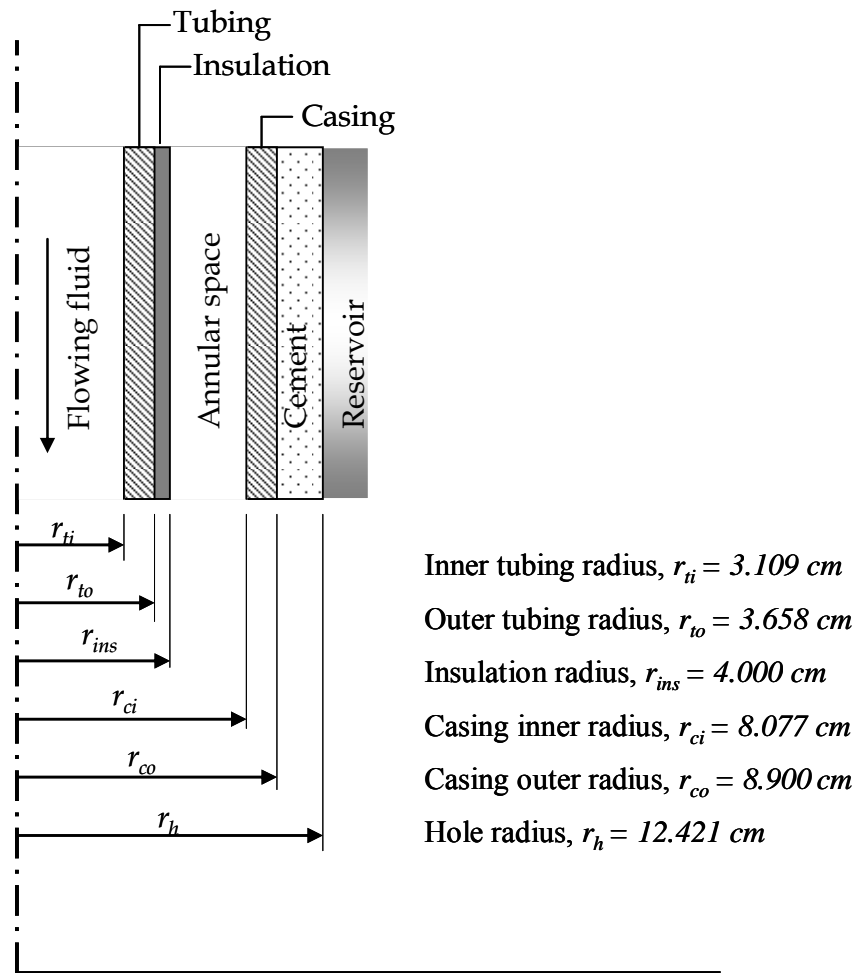 Tubing
Insulation
Casing
Flowing fluid
Annular space
Cement
Reservoir
r_ti
r_to
r_ins
r_ci
r_co
r_h
Inner tubing radius, r_ti = 3.109 cm
Outer tubing radius, r_to = 3.658 cm
Insulation radius, r_ins = 4.000 cm
Casing inner radius, r_ci = 8.077 cm
Casing outer radius, r_co = 8.900 cm
Hole radius, r_h = 12.421 cm